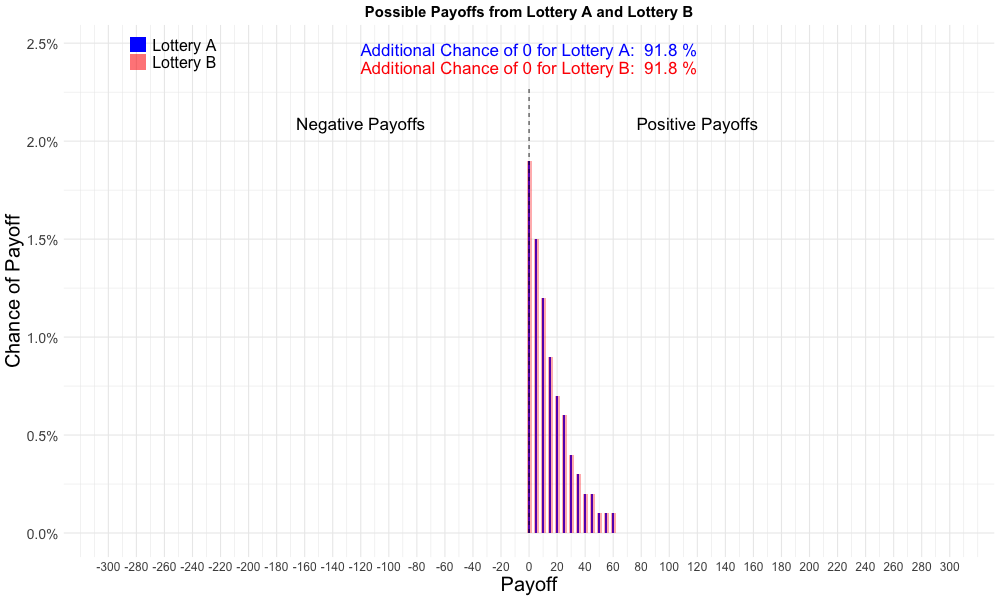 Possible Payoffs from Lottery A and Lottery B
Lottery A
Lottery B
Additional Chance of 0 for Lottery A: 91.8 %
Additional Chance of 0 for Lottery B: 91.8 %
Negative Payoffs
Positive Payoffs
Chance of Payoff
2.5%
2.0%
1.5%
1.0%
0.5%
0.0%
-300 -280 -260 -240 -220 -200 -180 -160 -140 -120 -100 -80 -60 -40 -20 0 20 40 60 80 100 120 140 160 180 200 220 240 260 280 300
Payoff